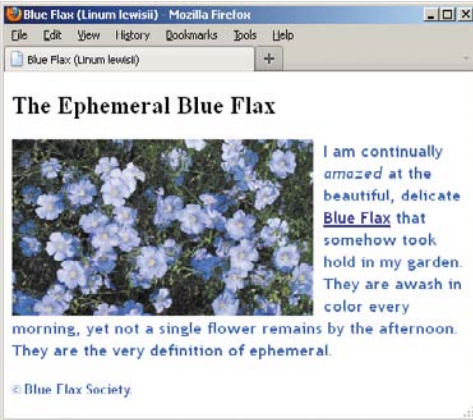 Blue Flax (Linum lewisii) - Mozilla Firefox
File Edit View History Bookmarks Tools Help
Blue Flax (Linum lewisii)
The Ephemeral Blue Flax
I am continually
amazed at the
beautiful, delicate
Blue Flax that
somehow took
hold in my garden.
They are awash in
color every
morning, yet not a single flower remains by the afternoon.
They are the very definition of ephemeral.
© Blue Flax Society.